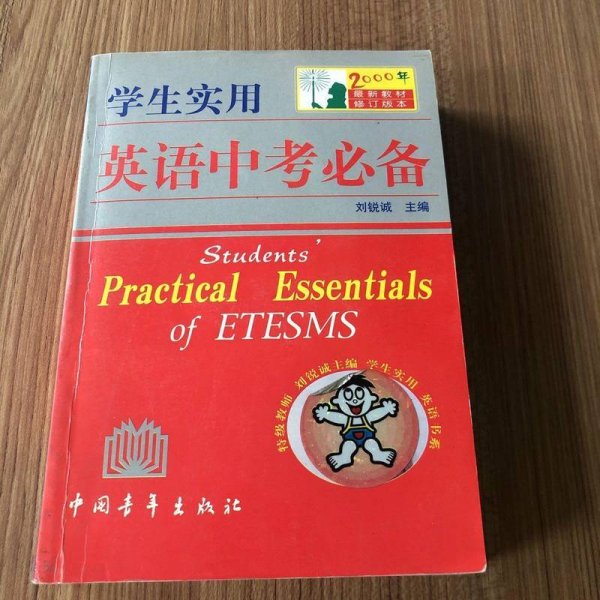 学生实用
2000年
最新教材
修订版本
英语中考必备
刘锐诚 主编
Students'
Practical Essentials
of ETESMS
特级教师 刘锐诚主编 学生实用 英语书系
中国青年出版社